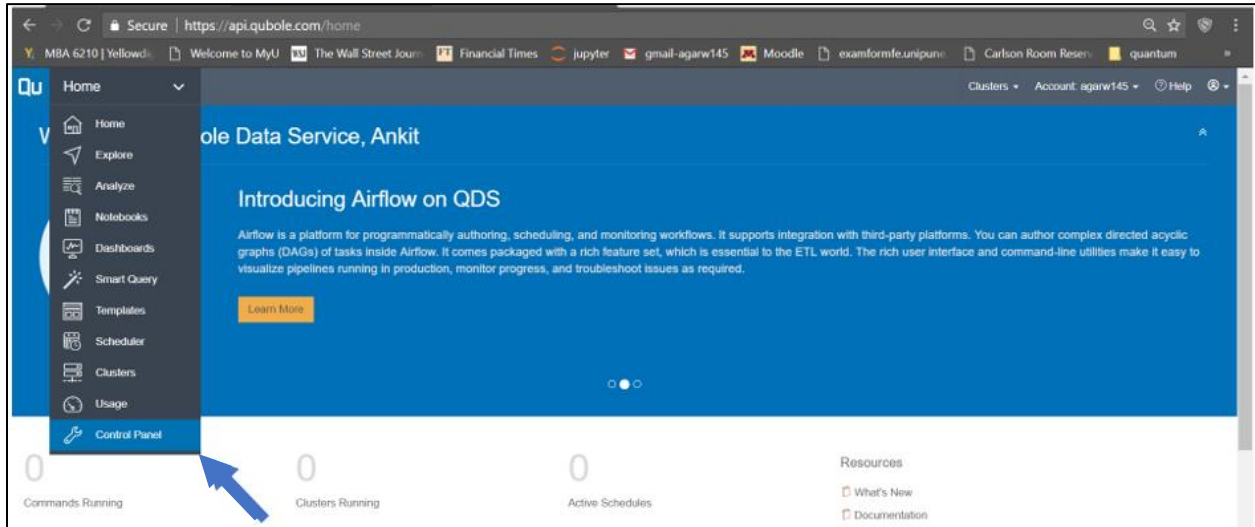 Secure | https://api.qubole.com/home
MBA 6210 | Yellowdi
Welcome to MyU
WSJ The Wall Street Journ
FT Financial Times
jupyter
gmail-agarw145
Moodle
examformfe.unipune
Carlson Room Reserv
quantum
Qu Home
Clusters
Account: agarw145
Help
W
ole Data Service, Ankit
Home
Explore
Analyze
Notebooks
Dashboards
Smart Query
Templates
Scheduler
Clusters
Usage
Control Panel
Introducing Airflow on QDS
Airflow is a platform for programmatically authoring, scheduling, and monitoring workflows. It supports integration with third-party platforms. You can author complex directed acyclic
graphs (DAGs) of tasks inside Airflow. It comes packaged with a rich feature set, which is essential to the ETL world. The rich user interface and command-line utilities make it easy to
visualize pipelines running in production, monitor progress, and troubleshoot issues as required.
Learn More
0
Commands Running
0
Clusters Running
0
Active Schedules
Resources
What's New
Documentation